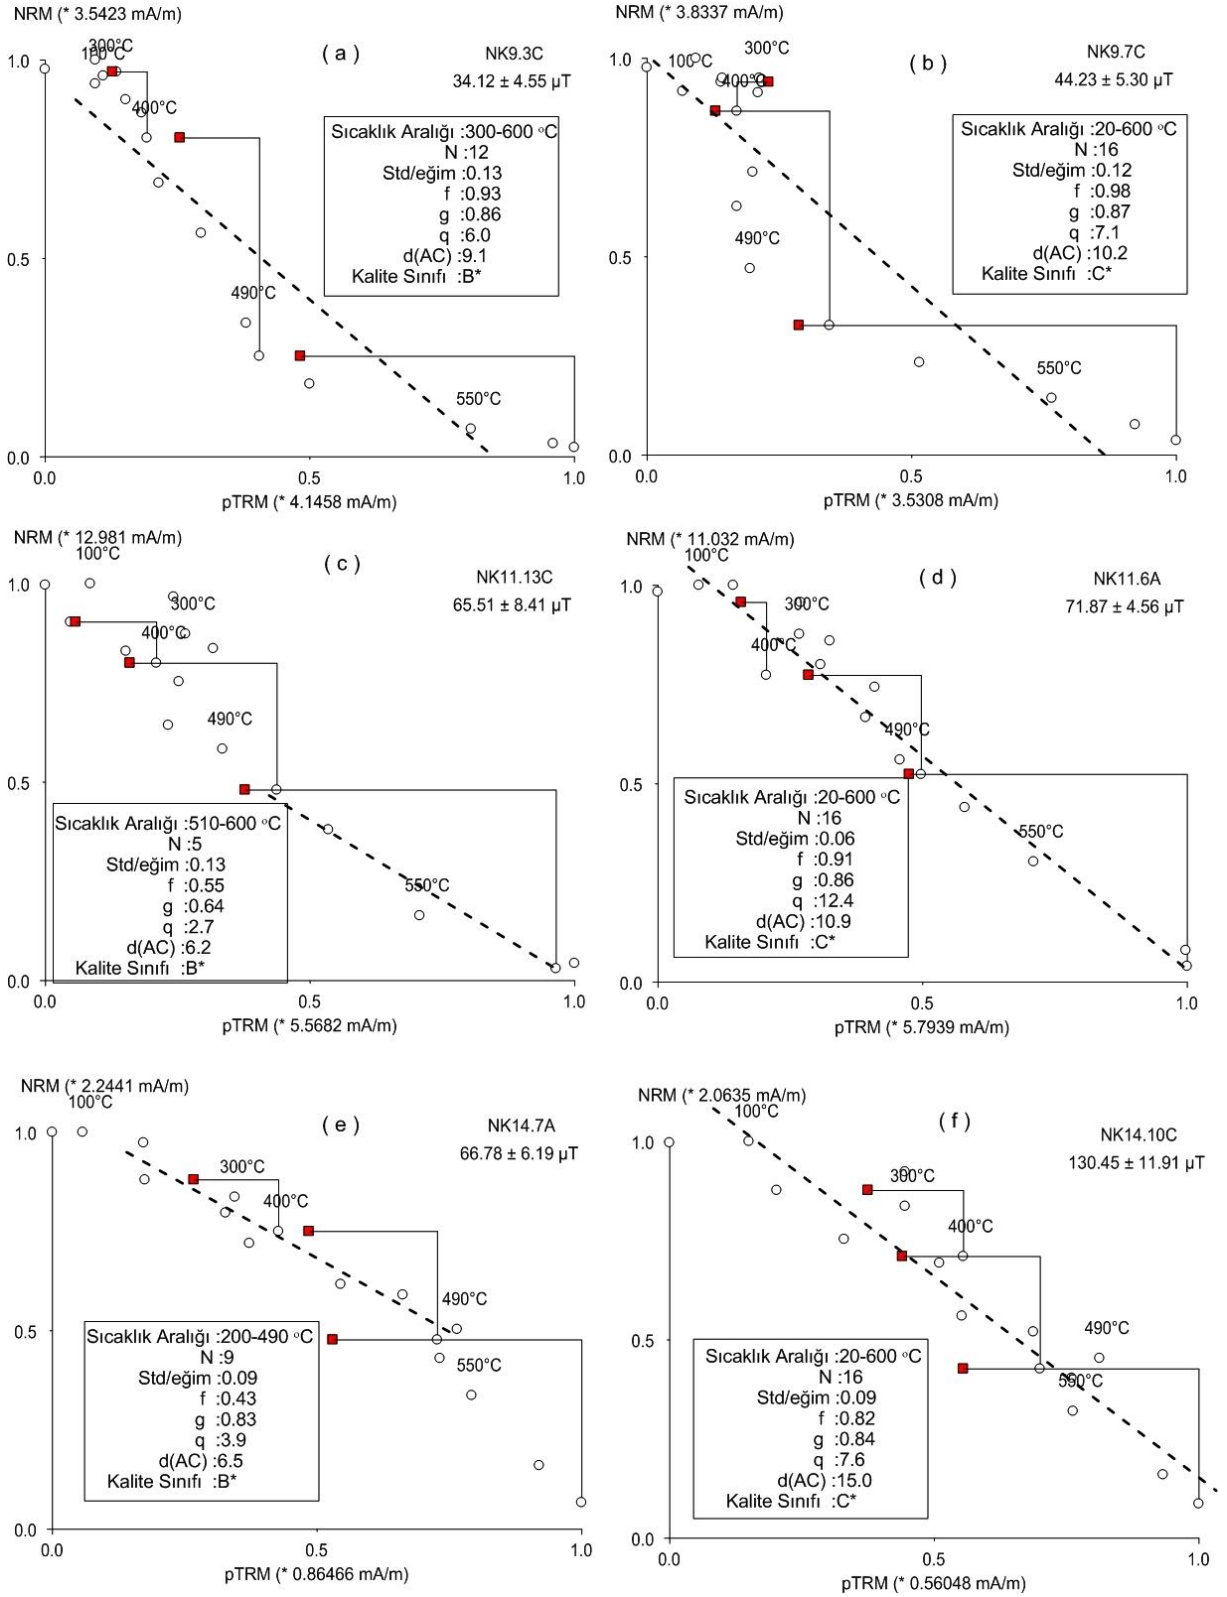 NRM (* 3.5423 mA/m)
( a )
NK9.3C
34.12 ± 4.55 µT
300°C
100°C
400°C
490°C
550°C
Sıcaklık Aralığı :300-600 °C
N :12
Std/eğim :0.13
f :0.93
g :0.86
q :6.0
d(AC) :9.1
Kalite Sınıfı :B*
1.0
0.5
0.0
0.0 0.5 1.0
pTRM (* 4.1458 mA/m)
NRM (* 3.8337 mA/m)
( b )
NK9.7C
44.23 ± 5.30 µT
300°C
100°C
400°C
490°C
550°C
Sıcaklık Aralığı :20-600 °C
N :16
Std/eğim :0.12
f :0.98
g :0.87
q :7.1
d(AC) :10.2
Kalite Sınıfı :C*
1.0
0.5
0.0
0.0 0.5 1.0
pTRM (* 3.5308 mA/m)
NRM (* 12.981 mA/m)
100°C
( c )
NK11.13C
65.51 ± 8.41 µT
300°C
400°C
490°C
550°C
Sıcaklık Aralığı :510-600 °C
N :5
Std/eğim :0.13
f :0.55
g :0.64
q :2.7
d(AC) :6.2
Kalite Sınıfı :B*
1.0
0.5
0.0
0.0 0.5 1.0
pTRM (* 5.5682 mA/m)
NRM (* 11.032 mA/m)
100°C
( d )
NK11.6A
71.87 ± 4.56 µT
300°C
400°C
490°C
550°C
Sıcaklık Aralığı :20-600 °C
N :16
Std/eğim :0.06
f :0.91
g :0.86
q :12.4
d(AC) :10.9
Kalite Sınıfı :C*
1.0
0.5
0.0
0.0 0.5 1.0
pTRM (* 5.7939 mA/m)
NRM (* 2.2441 mA/m)
100°C
( e )
NK14.7A
66.78 ± 6.19 µT
300°C
400°C
490°C
550°C
Sıcaklık Aralığı :200-490 °C
N :9
Std/eğim :0.09
f :0.43
g :0.83
q :3.9
d(AC) :6.5
Kalite Sınıfı :B*
1.0
0.5
0.0
0.0 0.5 1.0
pTRM (* 0.86466 mA/m)
NRM (* 2.0635 mA/m)
100°C
( f )
NK14.10C
130.45 ± 11.91 µT
300°C
400°C
490°C
550°C
Sıcaklık Aralığı :20-600 °C
N :16
Std/eğim :0.09
f :0.82
g :0.84
q :7.6
d(AC) :15.0
Kalite Sınıfı :C*
1.0
0.5
0.0
0.0 0.5 1.0
pTRM (* 0.56048 mA/m)